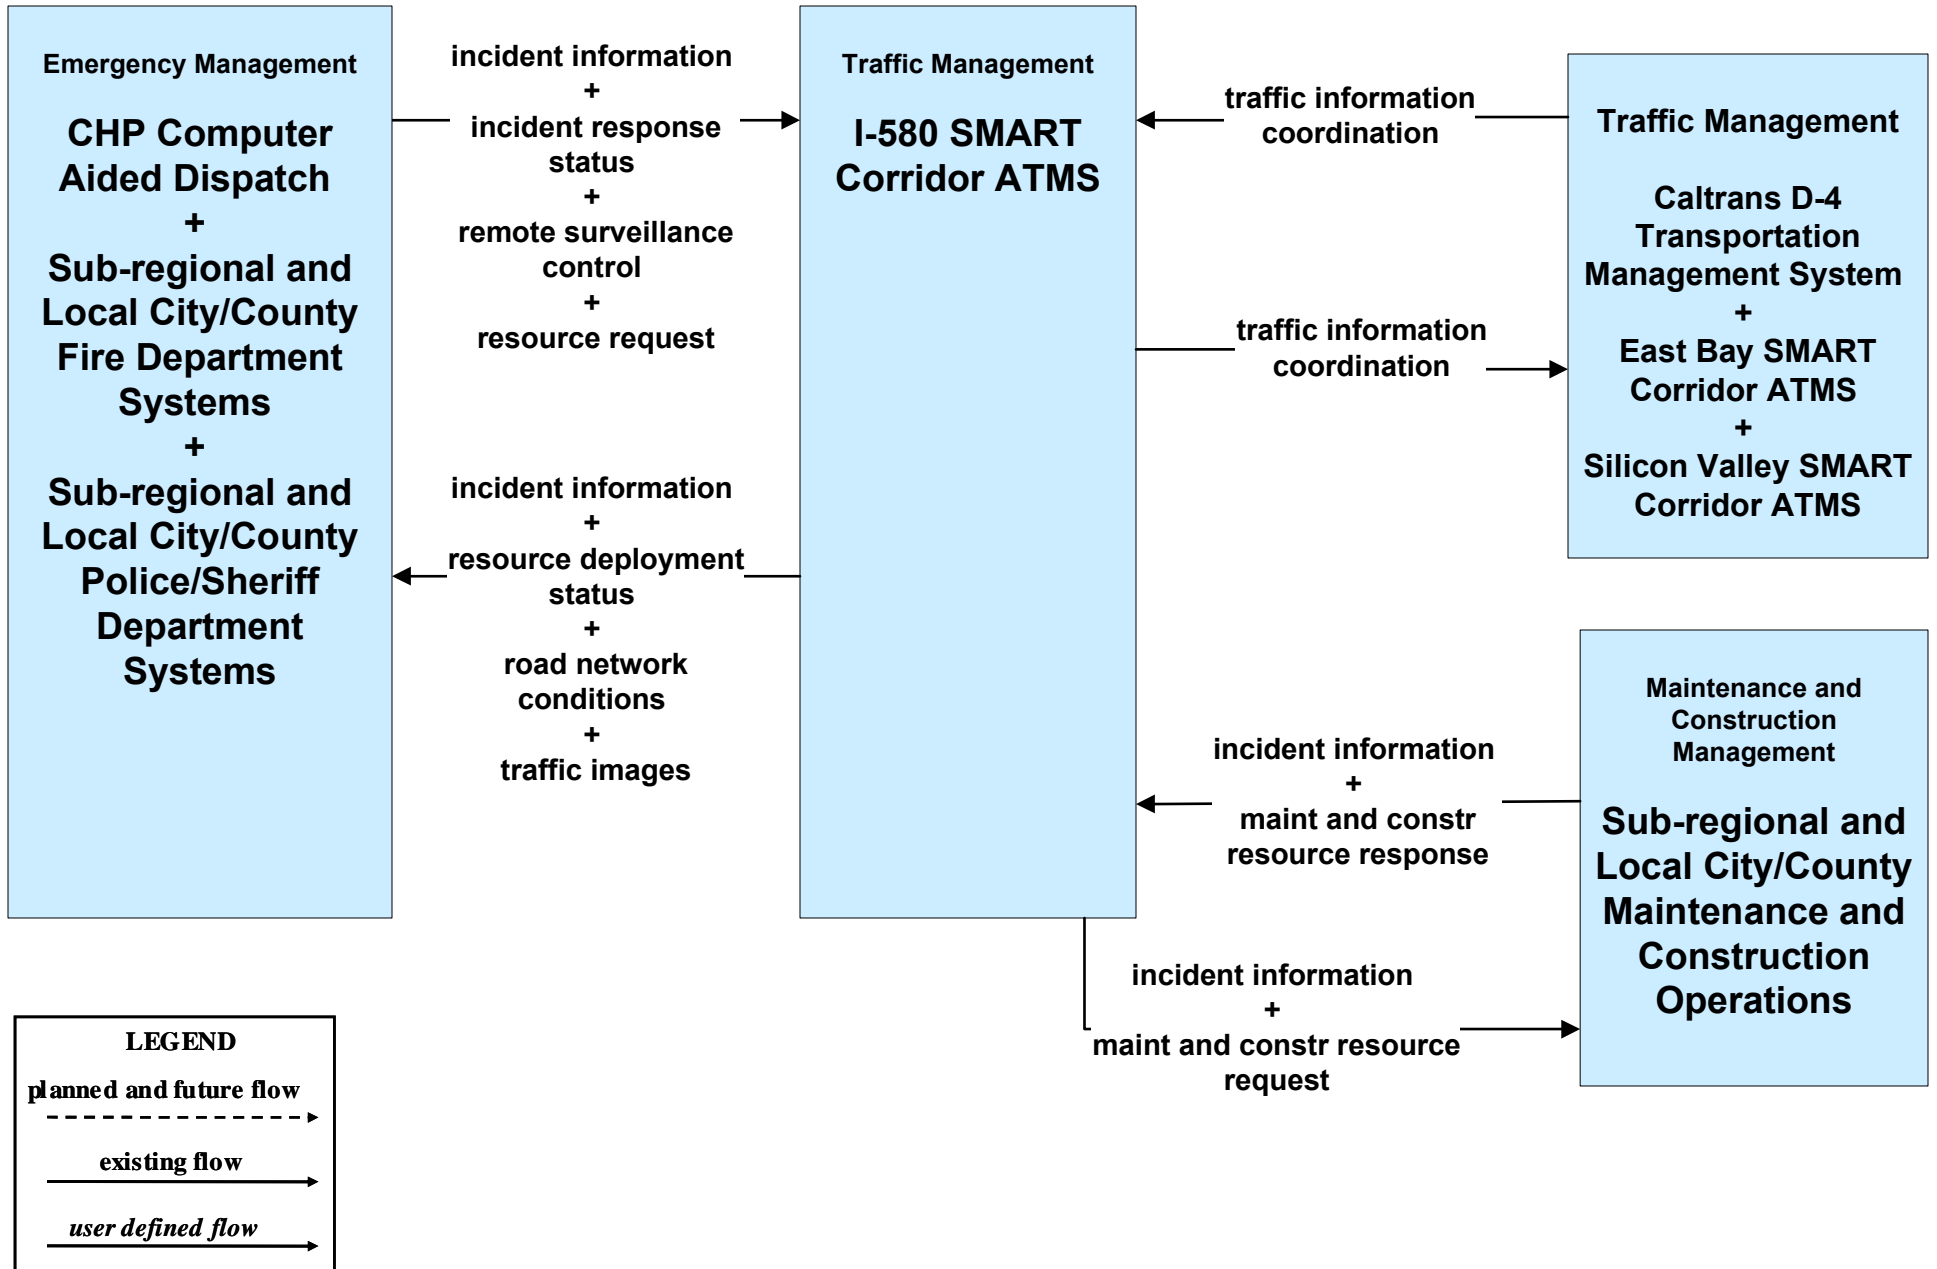 Emergency Management
CHP Computer
Aided Dispatch
+
Sub-regional and
Local City/County
Fire Department
Systems
+
Sub-regional and
Local City/County
Police/Sheriff
Department
Systems
incident information
+
incident response
status
+
remote surveillance
control
+
resource request
incident information
+
resource deployment
status
+
road network
conditions
+
traffic images
Traffic Management
I-580 SMART
Corridor ATMS
traffic information
coordination
traffic information
coordination
Traffic Management
Caltrans D-4
Transportation
Management System
+
East Bay SMART
Corridor ATMS
+
Silicon Valley SMART
Corridor ATMS
incident information
+
maint and constr
resource response
incident information
+
maint and constr resource
request
Maintenance and
Construction
Management
Sub-regional and
Local City/County
Maintenance and
Construction
Operations
LEGEND
planned and future flow
existing flow
user defined flow